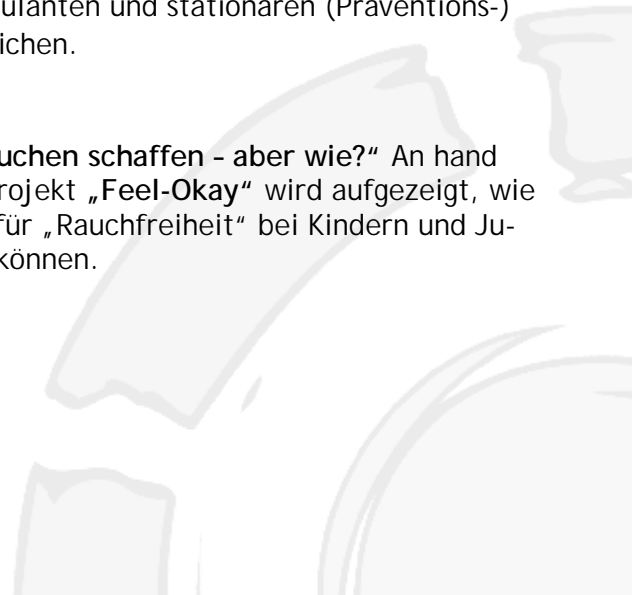 ulanten und stationären (Präventions-)
ichen.
uchen schaffen – aber wie?“ An hand
rojekt „Feel-Okay“ wird aufgezeigt, wie
für „Rauchfreiheit“ bei Kindern und Ju-
können.